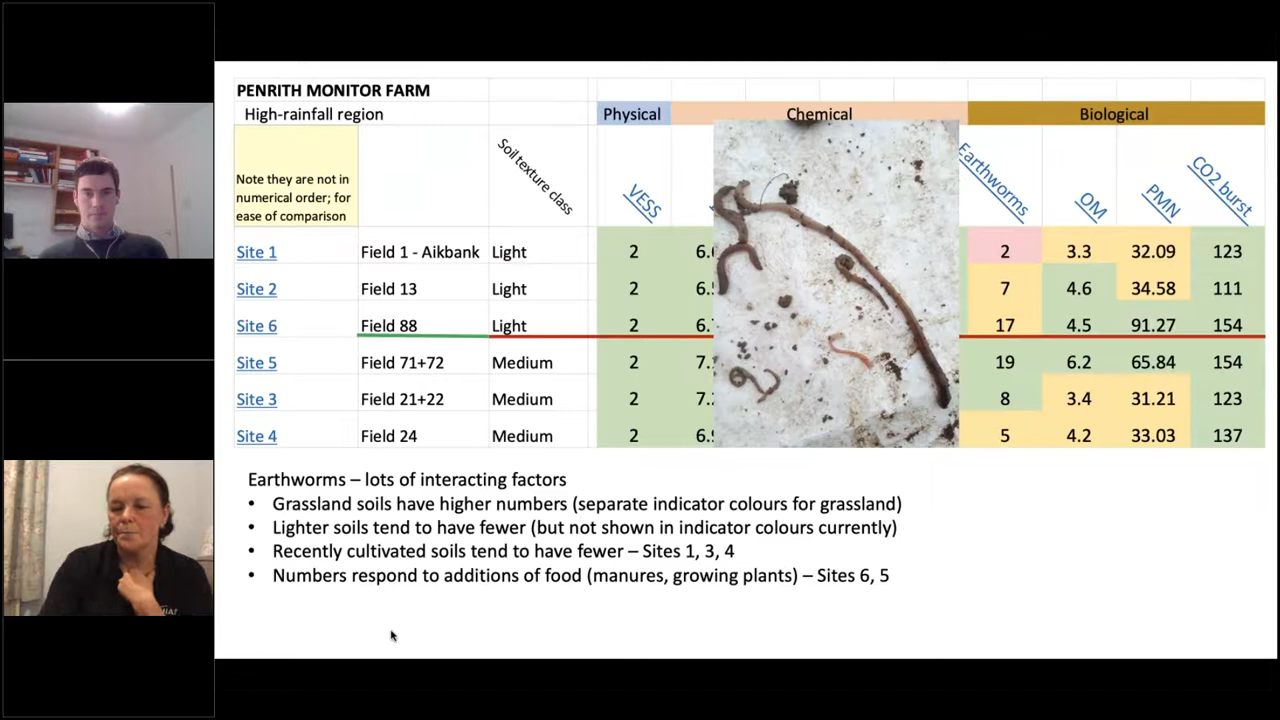 PENRITH MONITOR FARM
High-rainfall region
Physical
Chemical
Biological
Note they are not in
numerical order; for
ease of comparison
Soil texture class
VESS
Earthworms
OM
PMN
CO2 burst
Site 1 Field 1 - Aikbank Light 2 2 3.3 32.09 123
Site 2 Field 13 Light 2 7 4.6 34.58 111
Site 6 Field 88 Light 2 17 4.5 91.27 154
Site 5 Field 71+72 Medium 2 7. 19 6.2 65.84 154
Site 3 Field 21+22 Medium 2 7. 8 3.4 31.21 123
Site 4 Field 24 Medium 2 6. 5 4.2 33.03 137
Earthworms – lots of interacting factors
• Grassland soils have higher numbers (separate indicator colours for grassland)
• Lighter soils tend to have fewer (but not shown in indicator colours currently)
• Recently cultivated soils tend to have fewer – Sites 1, 3, 4
• Numbers respond to additions of food (manures, growing plants) – Sites 6, 5